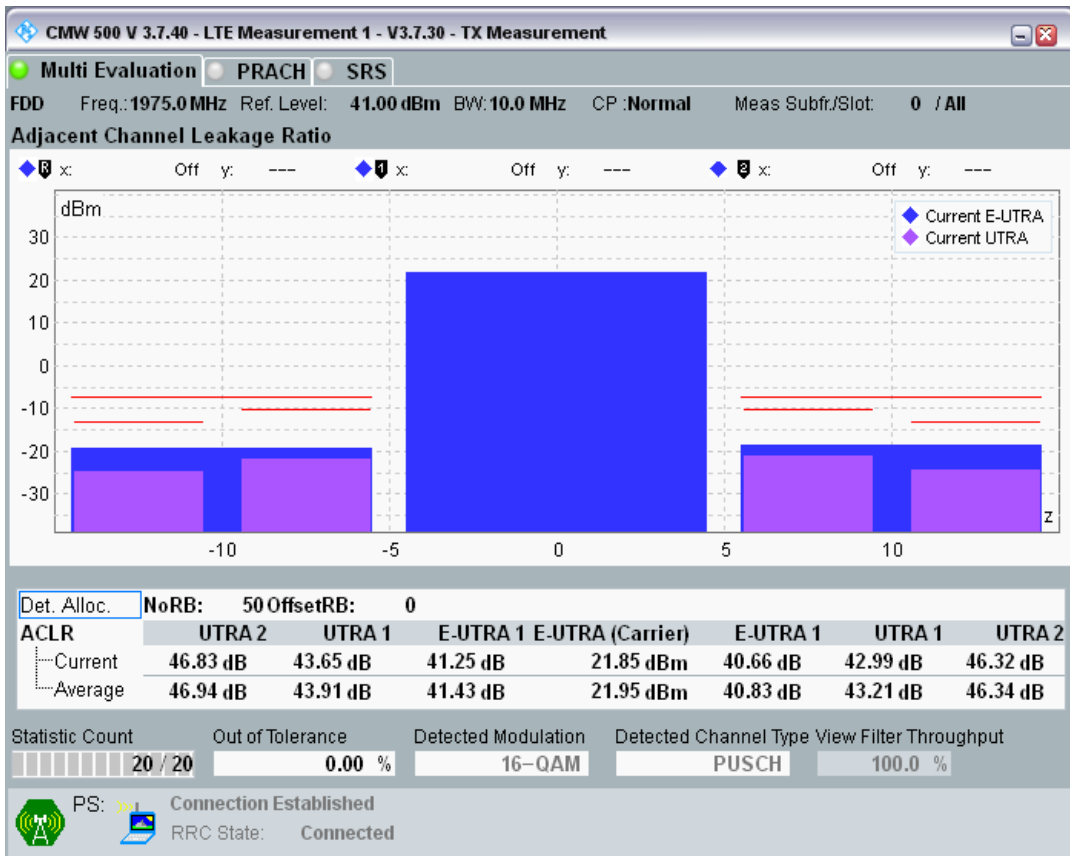 CMW 500 V 3.7.40 - LTE Measurement 1 - V3.7.30 - TX Measurement
Multi Evaluation PRACH SRS
FDD Freq.: 1975.0 MHz Ref. Level: 41.00 dBm BW: 10.0 MHz CP : Normal Meas Subfr./Slot: 0 / All
Adjacent Channel Leakage Ratio
R x: Off y: --- 1 x: Off y: --- 2 x: Off y: ---
dBm
Current E-UTRA
Current UTRA
30
20
10
0
-10
-20
-30
z
-10 -5 0 5 10
Det. Alloc. NoRB: 50 OffsetRB: 0
ACLR UTRA 2 UTRA 1 E-UTRA 1 E-UTRA (Carrier) E-UTRA 1 UTRA 1 UTRA 2
Current 46.83 dB 43.65 dB 41.25 dB 21.85 dBm 40.66 dB 42.99 dB 46.32 dB
Average 46.94 dB 43.91 dB 41.43 dB 21.95 dBm 40.83 dB 43.21 dB 46.34 dB
Statistic Count Out of Tolerance Detected Modulation Detected Channel Type View Filter Throughput
20 / 20 0.00 % 16-QAM PUSCH 100.0 %
PS: Connection Established
RRC State: Connected